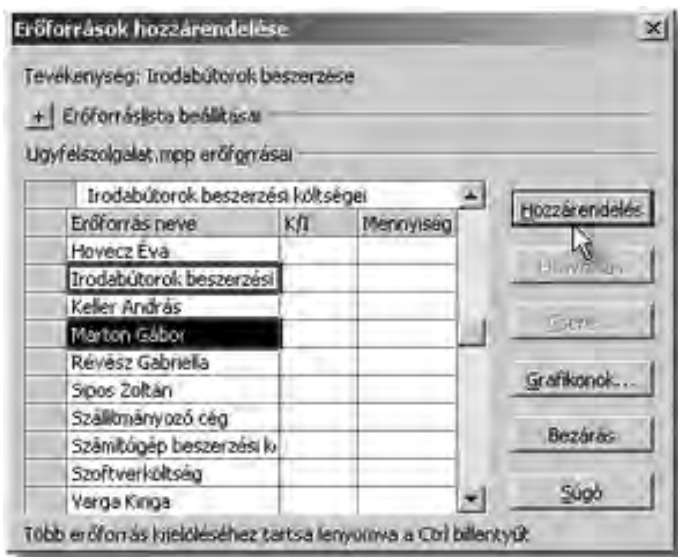 Erőforrások hozzárendelése
Tevékenység: Irodabútorok beszerzése
+ Erőforráslista beállításai
Ugyfelszolgalat.mpp erőforrásai
Irodabútorok beszerzési költségei
Erőforrás neve K/I Mennyiség
Hovecz Éva
Irodabútorok beszerzési
Keller András
Marton Gábor
Révész Gabriella
Sipos Zoltán
Szállítmányozó cég
Számítógép beszerzési k
Szoftverköltség
Varga Kinga
Hozzárendelés
Csere...
Grafikonok...
Bezárás
Súgó
Több erőforrás kijelöléséhez tartsa lenyomva a Ctrl billentyűt